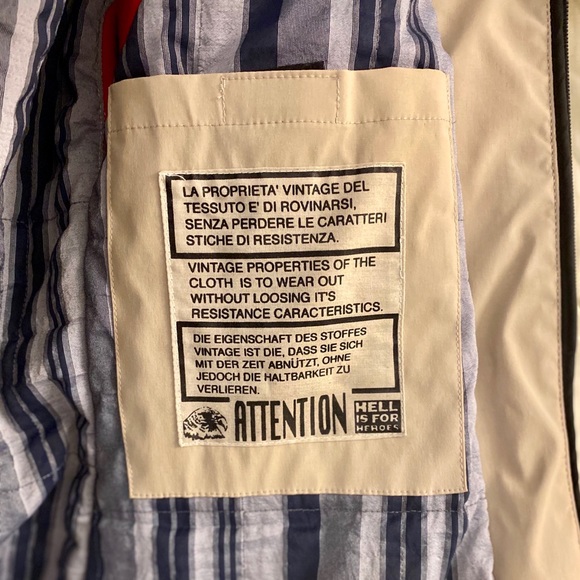 LA PROPRIETA' VINTAGE DEL
TESSUTO E' DI ROVINARSI,
SENZA PERDERE LE CARATTERI
STICHE DI RESISTENZA.
VINTAGE PROPERTIES OF THE
CLOTH IS TO WEAR OUT
WITHOUT LOOSING IT'S
RESISTANCE CARACTERISTICS.
DIE EIGENSCHAFT DES STOFFES
VINTAGE IST DIE, DASS SIE SICH
MIT DER ZEIT ABNÜTZT, OHNE
JEDOCH DIE HALTBARKEIT ZU
VERLIEREN.
ATTENTION
HELL
IS FOR
HEROES